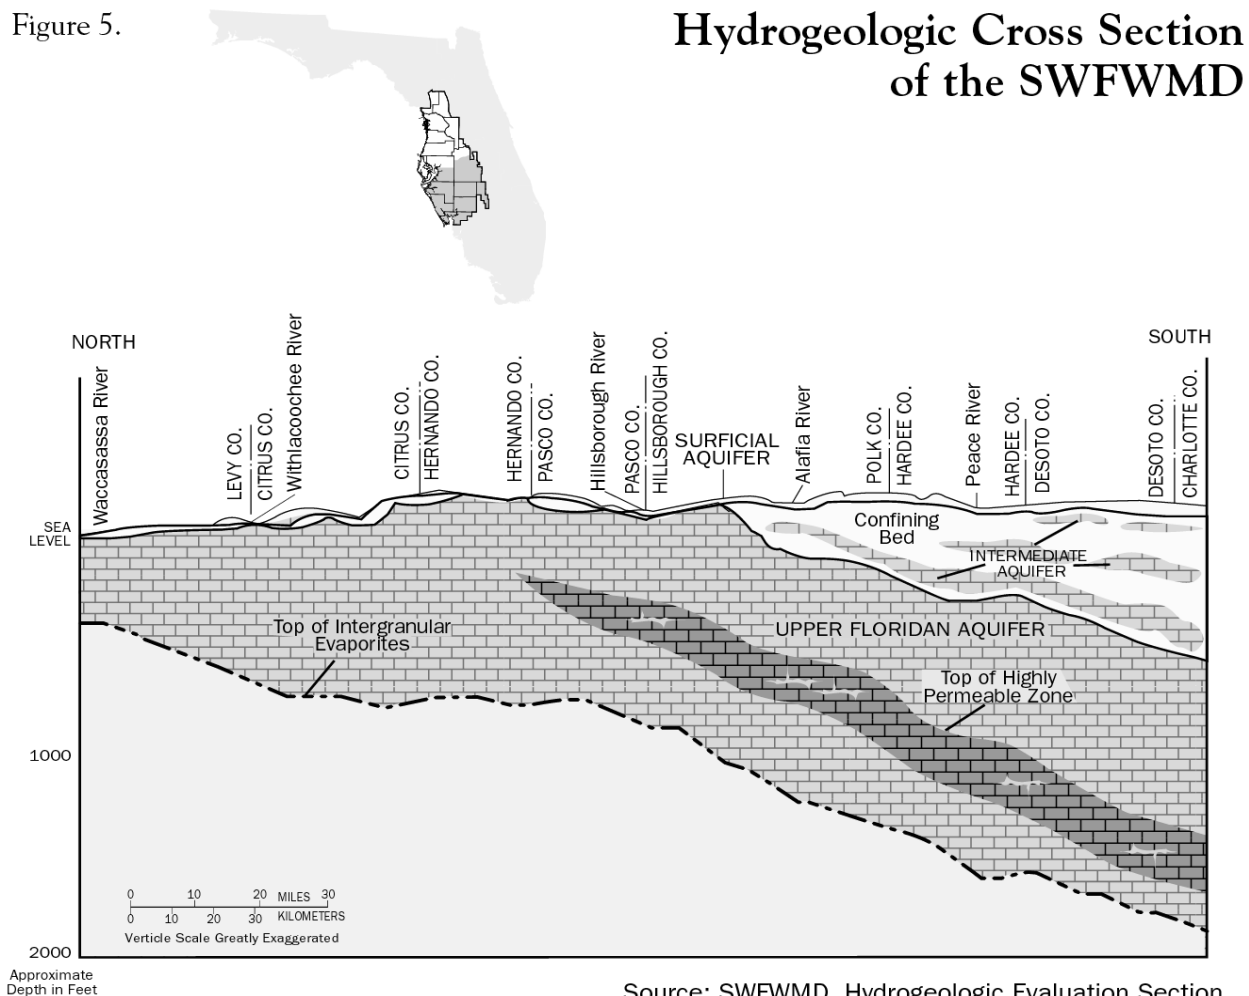 Figure 5.
Hydrogeologic Cross Section
of the SWFWMD
NORTH
SOUTH
Waccasassa River
LEVY CO.
CITRUS CO.
Withlacoochee River
CITRUS CO.
HERNANDO CO.
HERNANDO CO.
PASCO CO.
Hillsborough River
PASCO CO.
HILLSBOROUGH CO.
SURFICIAL
AQUIFER
Alafia River
POLK CO.
HARDEE CO.
Peace River
HARDEE CO.
DESOTO CO.
DESOTO CO.
CHARLOTTE CO.
SEA
LEVEL
Confining
Bed
INTERMEDIATE
AQUIFER
Top of Intergranular
Evaporites
UPPER FLORIDAN AQUIFER
Top of Highly
Permeable Zone
1000
0 10 20 MILES 30
0 10 20 30 KILOMETERS
Verticle Scale Greatly Exaggerated
2000
Approximate
Depth in Feet
Source: SWFWMD, Hydrogeologic Evaluation Section